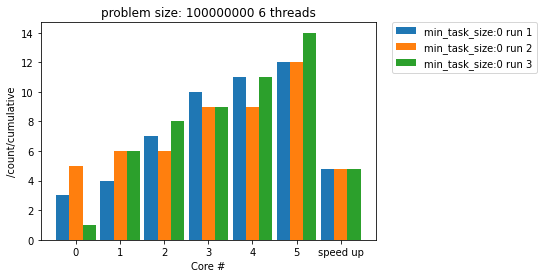 problem size: 100000000 6 threads
14
12
10
8
6
4
2
0
/count/cumulative
0 1 2 3 4 5 speed up
Core #
min_task_size:0 run 1
min_task_size:0 run 2
min_task_size:0 run 3